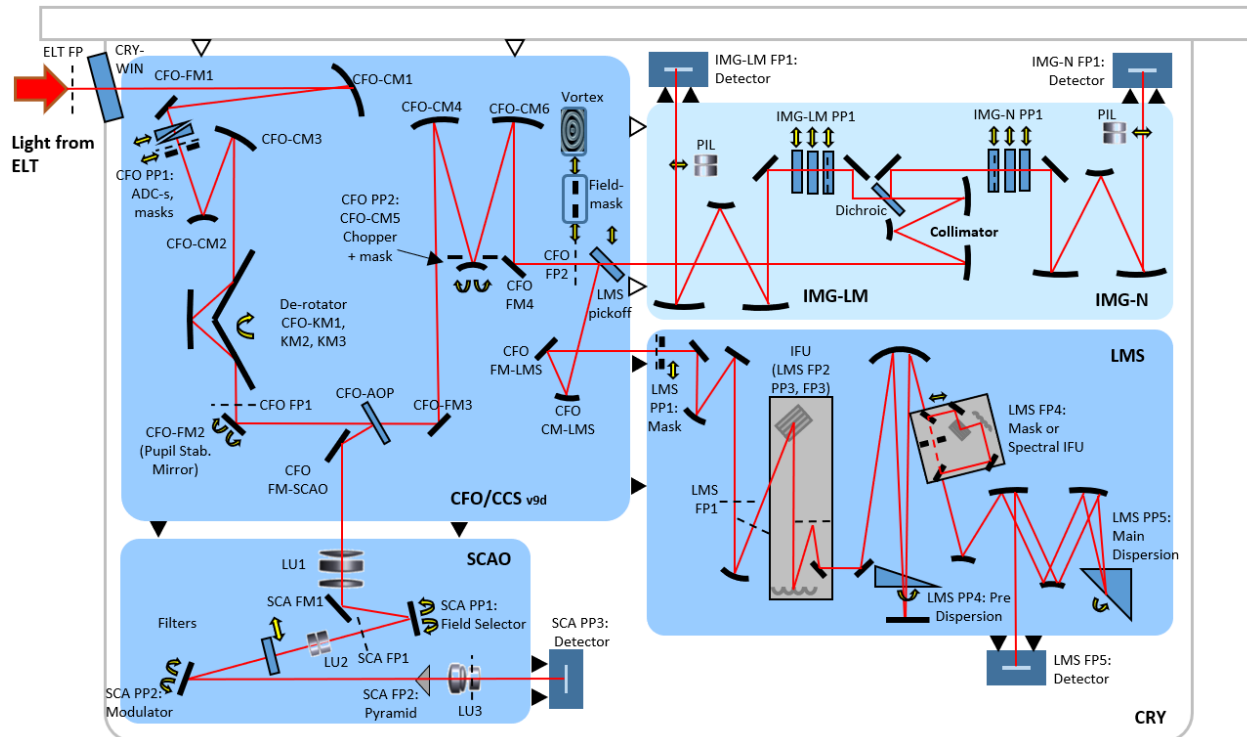 ELT FP
CRY-
WIN
Light from
ELT
CFO-FM1
CFO-CM1
CFO-CM3
CFO PP1:
ADC-s,
masks
CFO-CM2
De-rotator
CFO-KM1,
KM2, KM3
CFO FP1
CFO-FM2
(Pupil Stab.
Mirror)
CFO-AOP
CFO-FM3
CFO
FM-SCAO
CFO-CM4
CFO-CM6
CFO PP2:
CFO-CM5
Chopper
+ mask
Vortex
Field-
mask
CFO
FP2
CFO
FM4
LMS
pickoff
CFO
FM-LMS
CFO
CM-LMS
CFO/CCS v9d
IMG-LM FP1:
Detector
PIL
IMG-LM PP1
Dichroic
Collimator
IMG-LM
IMG-N PP1
IMG-N FP1:
Detector
PIL
IMG-N
LMS
LMS
PP1:
Mask
IFU
(LMS FP2
PP3, FP3)
LMS
FP1
LMS FP4:
Mask or
Spectral IFU
LMS PP4: Pre
Dispersion
LMS PP5:
Main
Dispersion
LMS FP5:
Detector
SCAO
LU1
SCA FM1
SCA PP1:
Field Selector
Filters
LU2
SCA FP1
SCA PP2:
Modulator
SCA FP2:
Pyramid
LU3
SCA PP3:
Detector
CRY